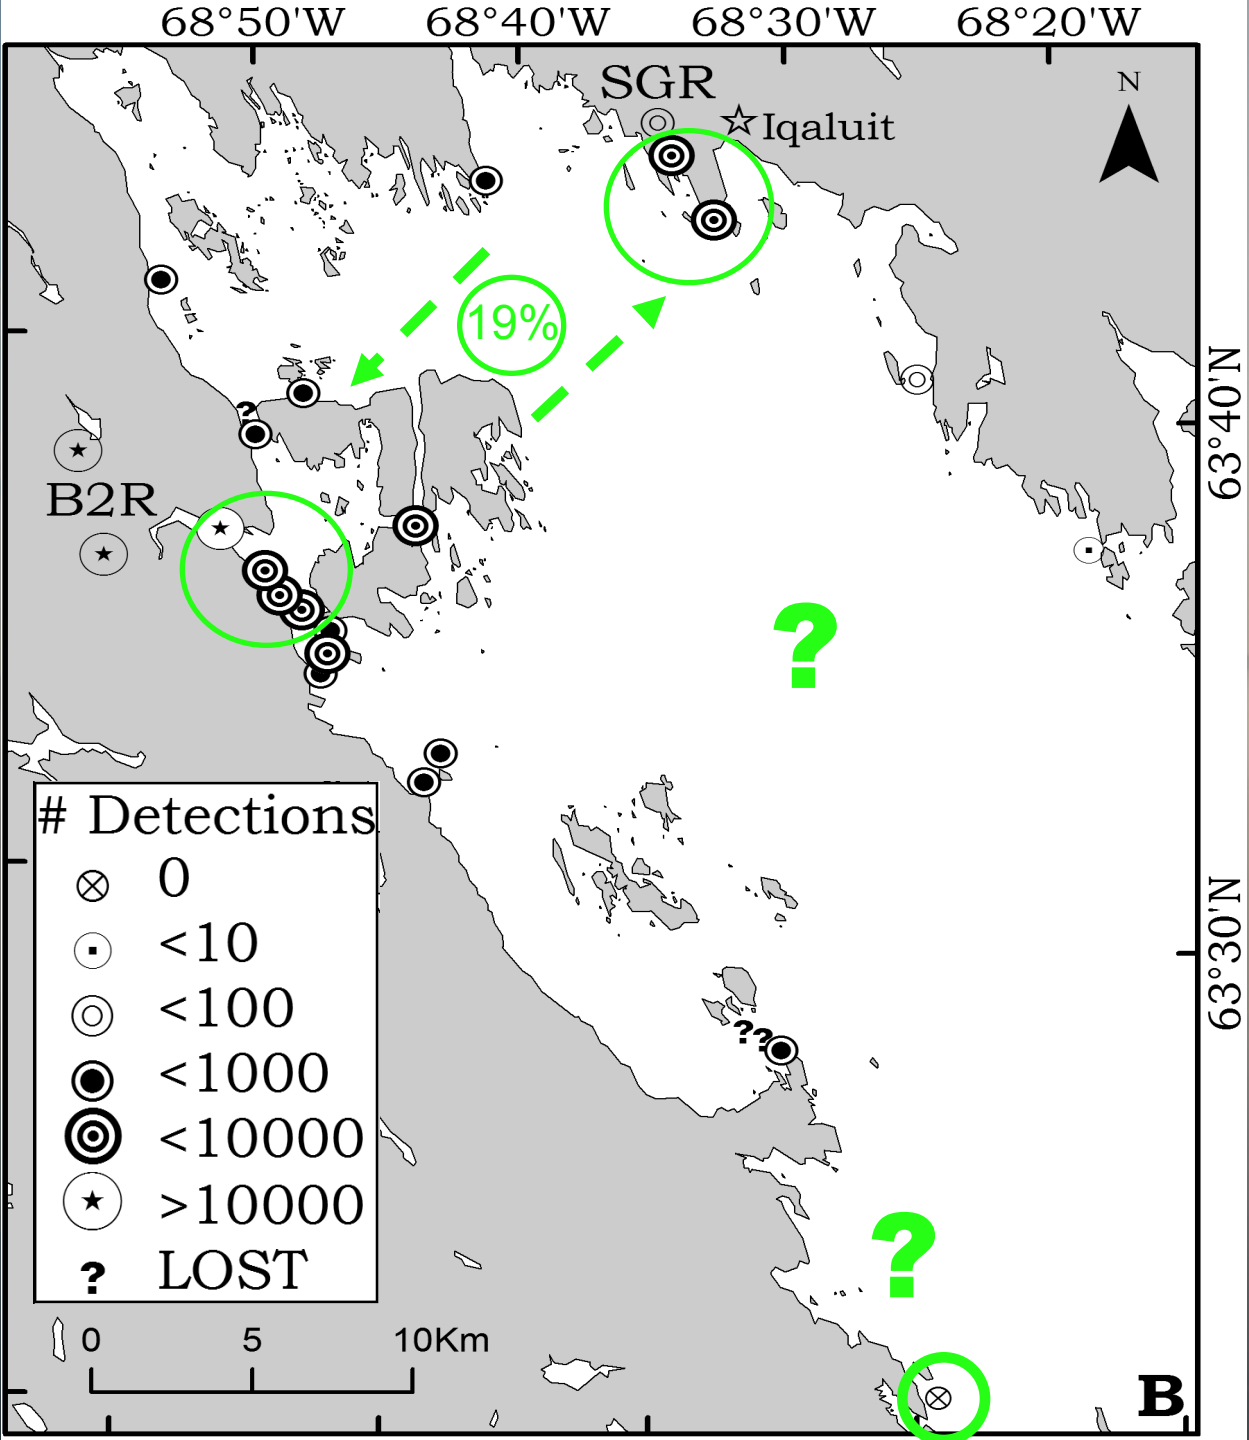 68°50'W 68°40'W 68°30'W 68°20'W
SGR
N
Iqaluit
19%
63°40'N
?
B2R
?
# Detections
0
<10
<100
<1000
<10000
>10000
? LOST
63°30'N
??
?
0 5 10Km
B